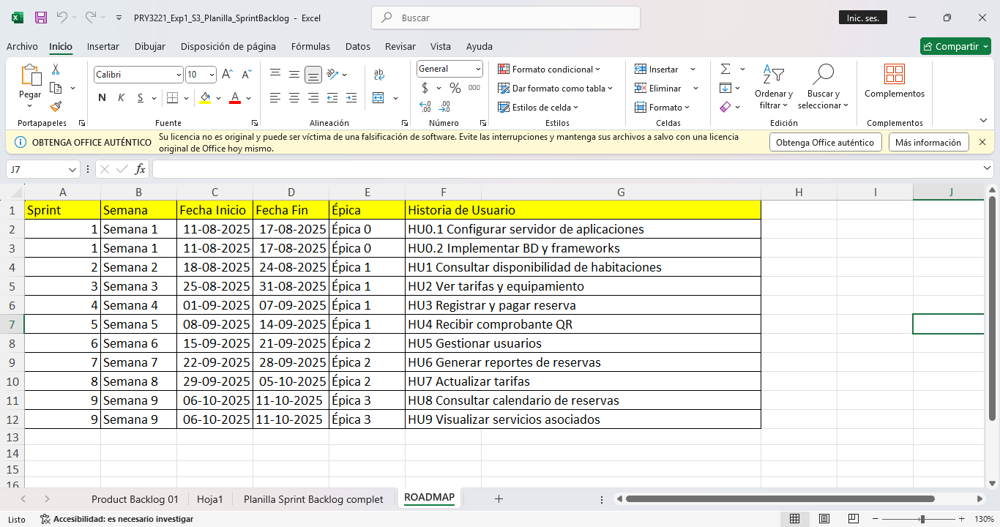 PRY3221_Exp1_S3_Planilla_SprintBacklog - Excel
Buscar
Inic. ses.
Archivo Inicio Insertar Dibujar Disposición de página Fórmulas Datos Revisar Vista Ayuda
Compartir
Pegar
Portapapeles
Calibri 10
N K S
Fuente
Alineación
General
$ % 000
Número
Formato condicional
Dar formato como tabla
Estilos de celda
Estilos
Insertar
Eliminar
Formato
Celdas
Ordenar y filtrar
Buscar y seleccionar
Edición
Complementos
Complementos
OBTENGA OFFICE AUTÉNTICO
Su licencia no es original y puede ser víctima de una falsificación de software. Evite las interrupciones y mantenga sus archivos a salvo con una licencia
original de Office hoy mismo.
Obtenga Office auténtico
Más información
J7
fx
A B C D E F G H I J
1 Sprint Semana Fecha Inicio Fecha Fin Épica Historia de Usuario
2 1 Semana 1 11-08-2025 17-08-2025 Épica 0 HU0.1 Configurar servidor de aplicaciones
3 1 Semana 1 11-08-2025 17-08-2025 Épica 0 HU0.2 Implementar BD y frameworks
4 2 Semana 2 18-08-2025 24-08-2025 Épica 1 HU1 Consultar disponibilidad de habitaciones
5 3 Semana 3 25-08-2025 31-08-2025 Épica 1 HU2 Ver tarifas y equipamiento
6 4 Semana 4 01-09-2025 07-09-2025 Épica 1 HU3 Registrar y pagar reserva
7 5 Semana 5 08-09-2025 14-09-2025 Épica 1 HU4 Recibir comprobante QR
8 6 Semana 6 15-09-2025 21-09-2025 Épica 2 HU5 Gestionar usuarios
9 7 Semana 7 22-09-2025 28-09-2025 Épica 2 HU6 Generar reportes de reservas
10 8 Semana 8 29-09-2025 05-10-2025 Épica 2 HU7 Actualizar tarifas
11 9 Semana 9 06-10-2025 11-10-2025 Épica 3 HU8 Consultar calendario de reservas
12 9 Semana 9 06-10-2025 11-10-2025 Épica 3 HU9 Visualizar servicios asociados
13
14
15
16
Product Backlog 01 Hoja1 Planilla Sprint Backlog complet ROADMAP
Listo Accesibilidad: es necesario investigar 130%